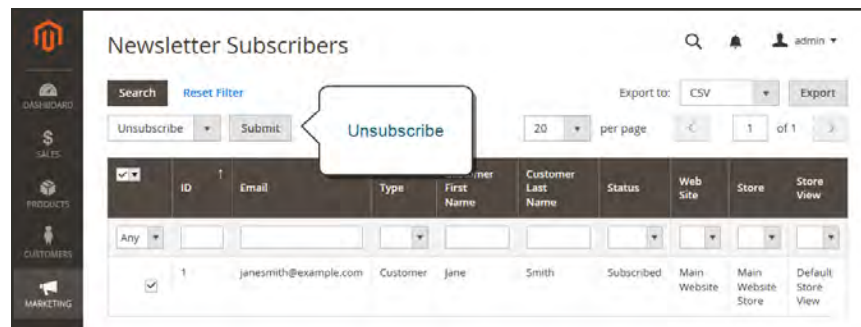 Newsletter Subscribers
admin
Search Reset Filter Export to: CSV Export
Unsubscribe Submit Unsubscribe 20 per page 1 of 1
DASHBOARD
SALES
PRODUCTS
CUSTOMERS
MARKETING
ID ↑ Email Type First Name Customer Last Name Status Web Site Store Store View
Any
1 janesmith@example.com Customer Jane Smith Subscribed Main Website Main Website Store Default Store View